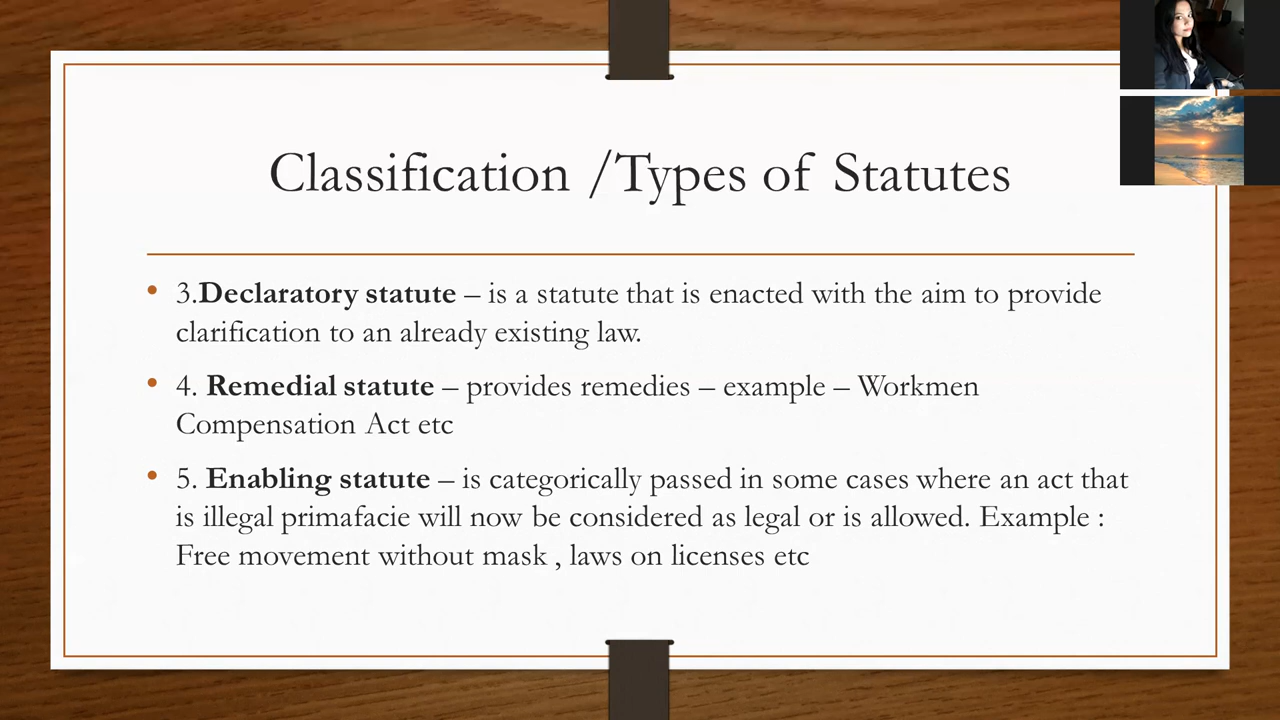 Classification /Types of Statutes
• 3.Declaratory statute – is a statute that is enacted with the aim to provide
clarification to an already existing law.
• 4. Remedial statute – provides remedies – example – Workmen
Compensation Act etc
• 5. Enabling statute – is categorically passed in some cases where an act that
is illegal primafacie will now be considered as legal or is allowed. Example :
Free movement without mask , laws on licenses etc